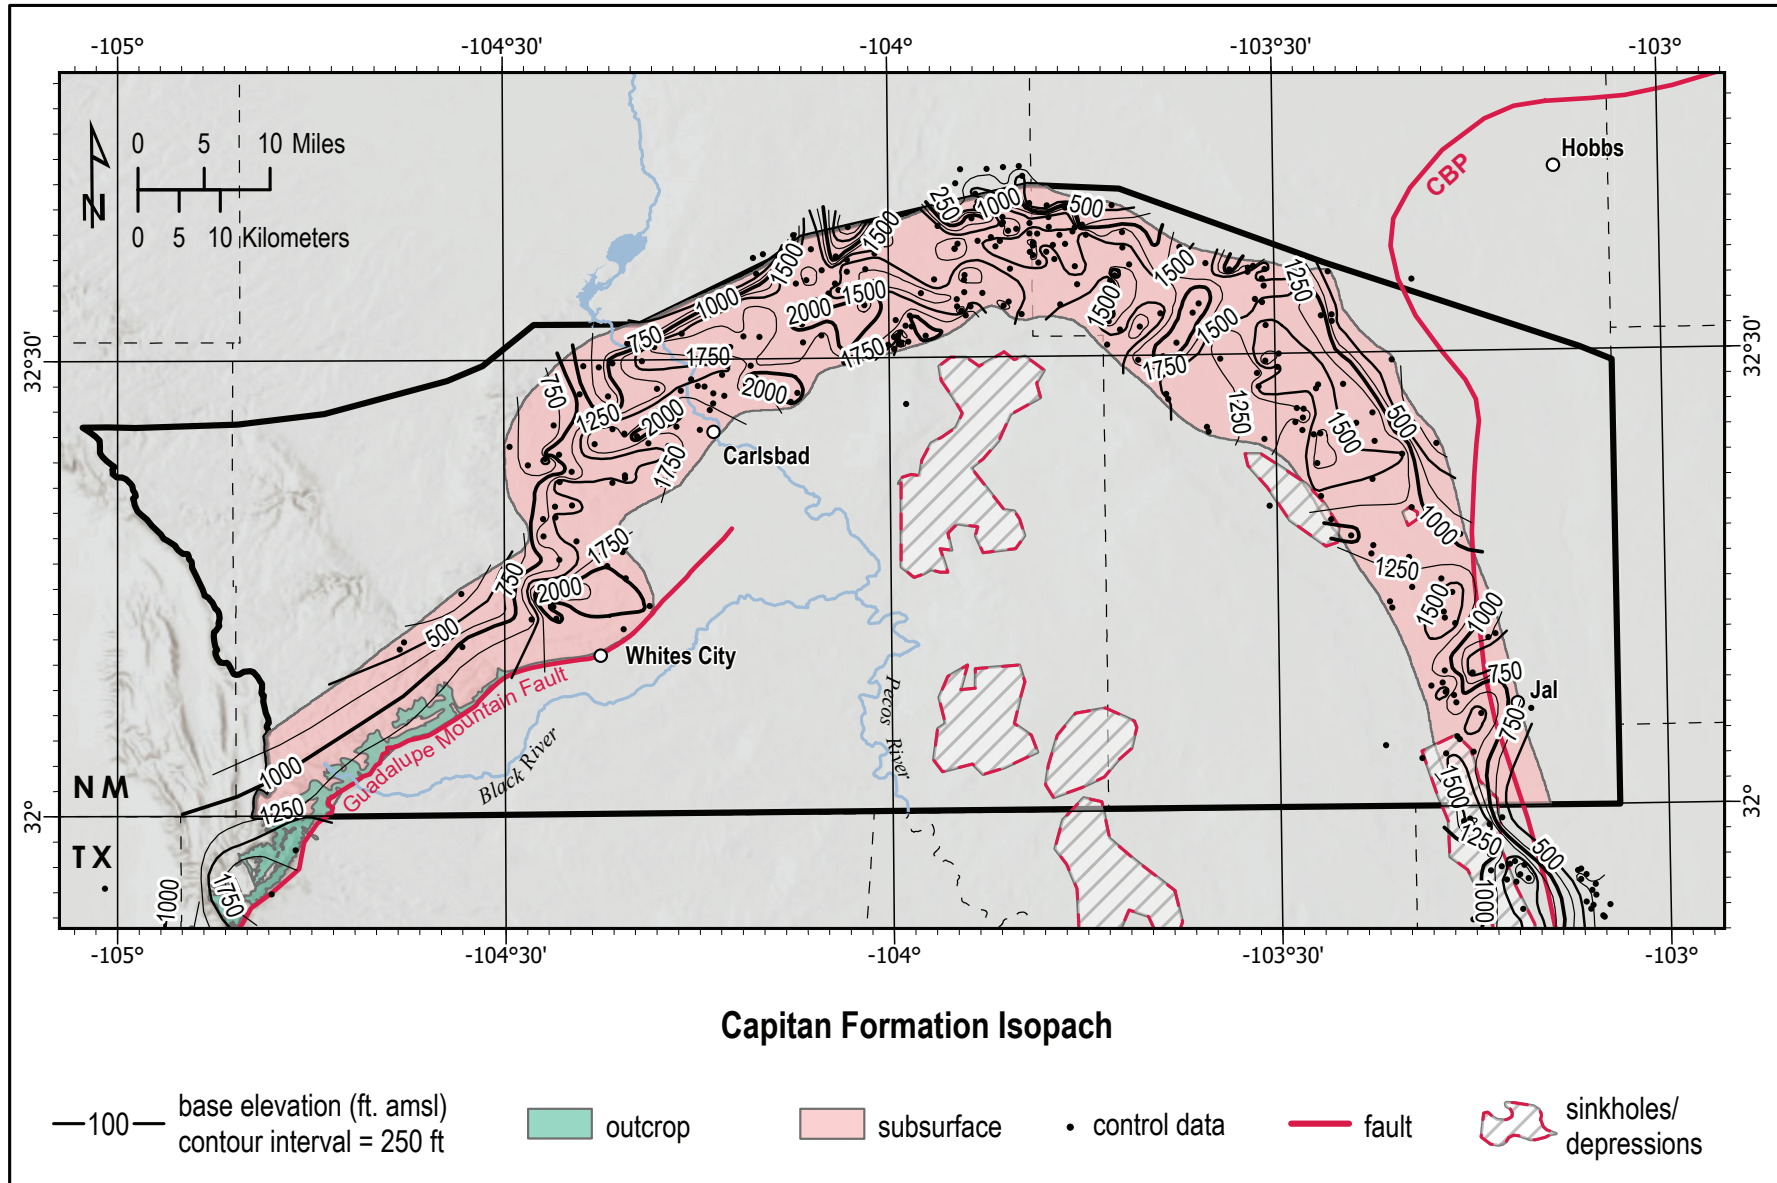 -105°
-104°30'
-104°
-103°30'
-103°
0 5 10 Miles
0 5 10 Kilometers
N
Hobbs
CBP
250
1000
500
1500
1500
1500
1250
1000
2000
1500
1500
1500
750
1750
1750
1750
32°30'
32°30'
750
2000
1250
2000
1250
1500
500
Carlsbad
1750
1000
1750
750
2000
1250
1500
1000
500
Whites City
750
Jal
750
Guadalupe Mountain Fault
Black River
Pecos River
1000
1250
1500
NM
32°
32°
TX
1250
500
1000
1750
1000
-105°
-104°30'
-104°
-103°30'
-103°
Capitan Formation Isopach
100
base elevation (ft. amsl)
contour interval = 250 ft
outcrop
subsurface
control data
fault
sinkholes/
depressions